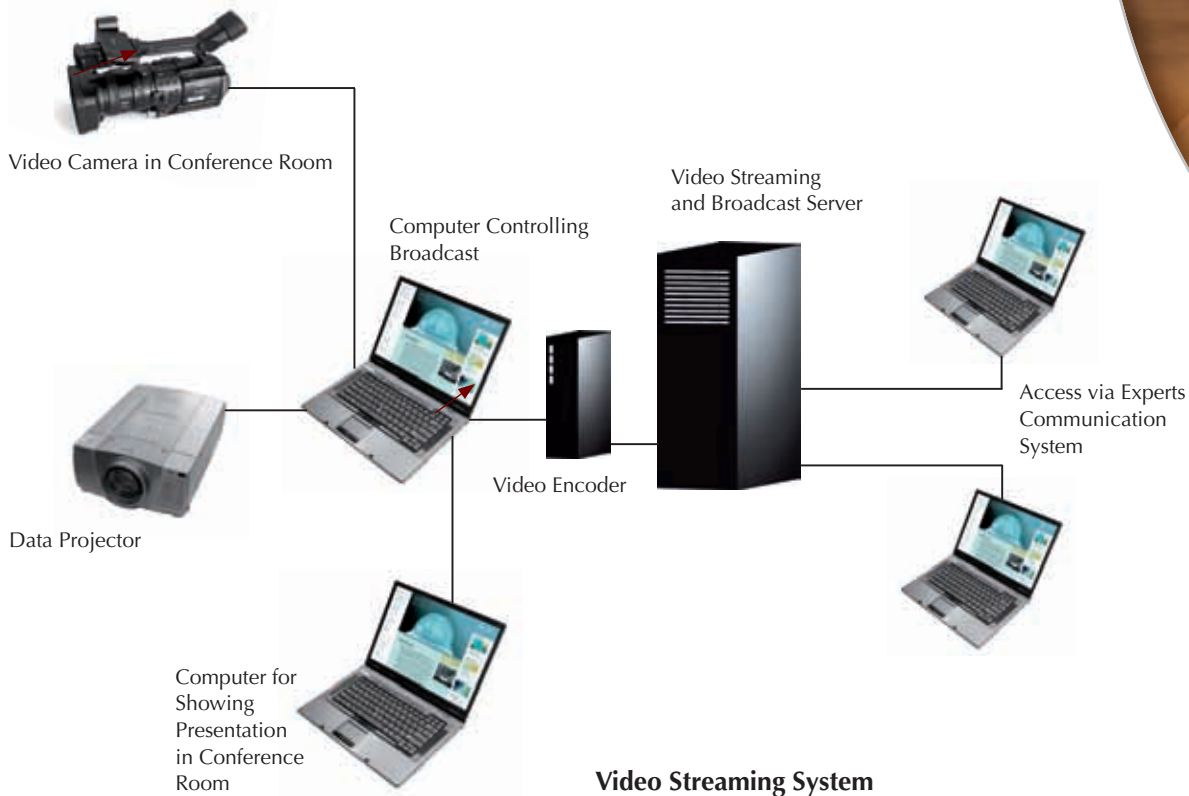 Video Camera in Conference Room
Video Streaming
and Broadcast Server
Computer Controlling
Broadcast
Access via Experts
Communication
System
Video Encoder
Data Projector
Computer for
Showing
Presentation
in Conference
Room
Video Streaming System